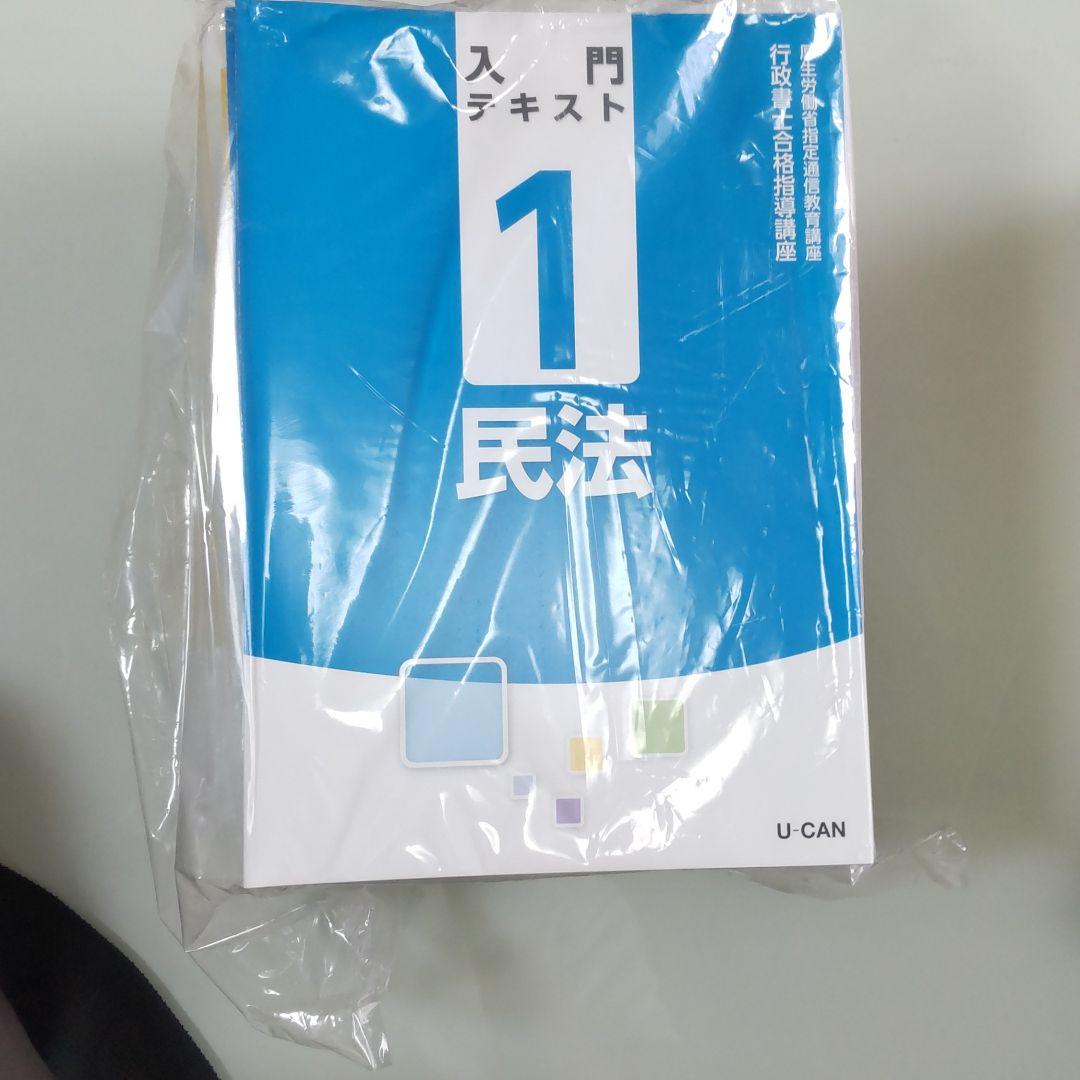 厚生労働省指定通信教育講座
行政書士合格指導講座
入門
テキスト
1
民法
U-CAN